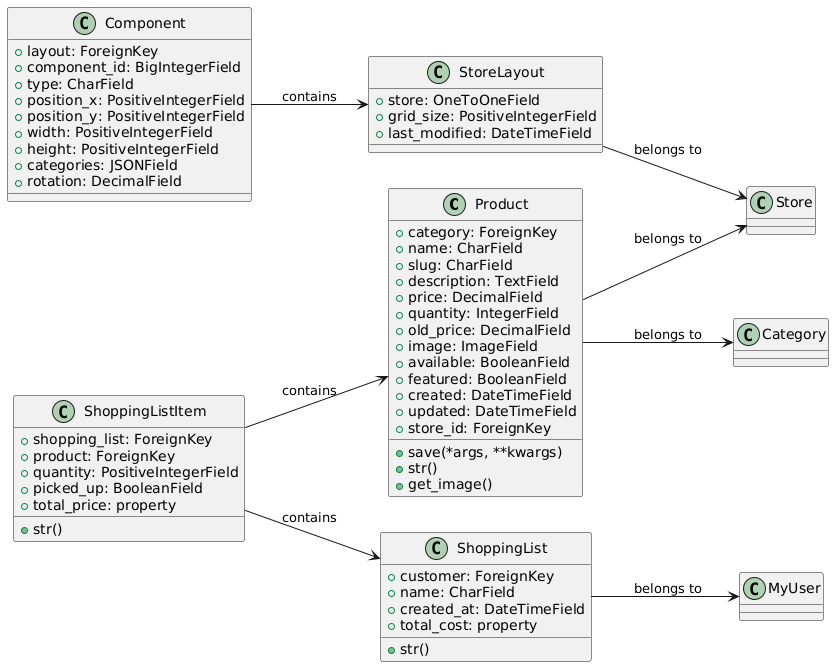 C Component
layout: ForeignKey
component_id: BigIntegerField
type: CharField
position_x: PositiveIntegerField
position_y: PositiveIntegerField
width: PositiveIntegerField
height: PositiveIntegerField
categories: JSONField
rotation: DecimalField
contains
C StoreLayout
store: OneToOneField
grid_size: PositiveIntegerField
last_modified: DateTimeField
belongs to
C Store
C Product
category: ForeignKey
name: CharField
slug: CharField
description: TextField
price: DecimalField
quantity: IntegerField
old_price: DecimalField
image: ImageField
available: BooleanField
featured: BooleanField
created: DateTimeField
updated: DateTimeField
store_id: ForeignKey
save(*args, **kwargs)
str()
get_image()
belongs to
belongs to
C Category
C ShoppingListItem
shopping_list: ForeignKey
product: ForeignKey
quantity: PositiveIntegerField
picked_up: BooleanField
total_price: property
str()
contains
contains
C ShoppingList
customer: ForeignKey
name: CharField
created_at: DateTimeField
total_cost: property
str()
belongs to
C MyUser